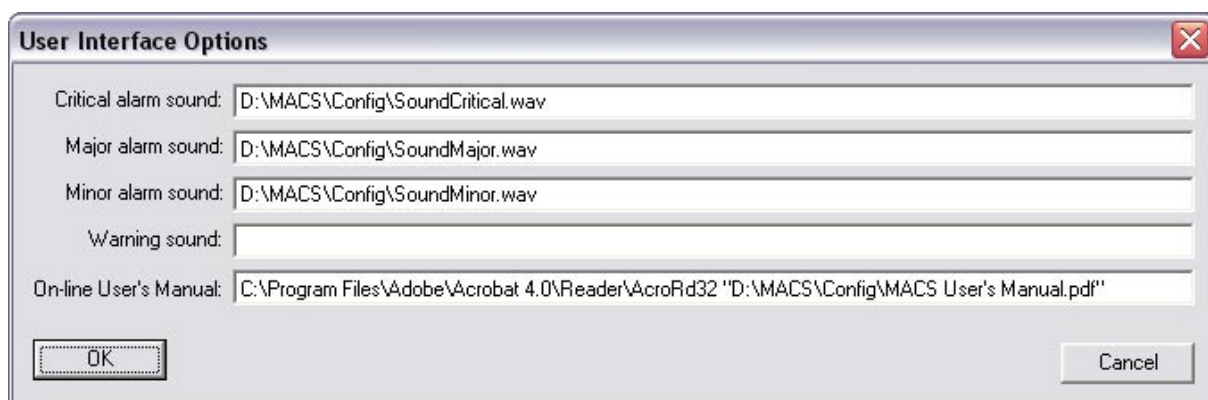 User Interface Options
Critical alarm sound: D:\MACS\Config\SoundCritical.wav
Major alarm sound: D:\MACS\Config\SoundMajor.wav
Minor alarm sound: D:\MACS\Config\SoundMinor.wav
Warning sound:
On-line User's Manual: C:\Program Files\Adobe\Acrobat 4.0\Reader\AcroRd32 "D:\MACS\Config\MACS User's Manual.pdf"
OK Cancel